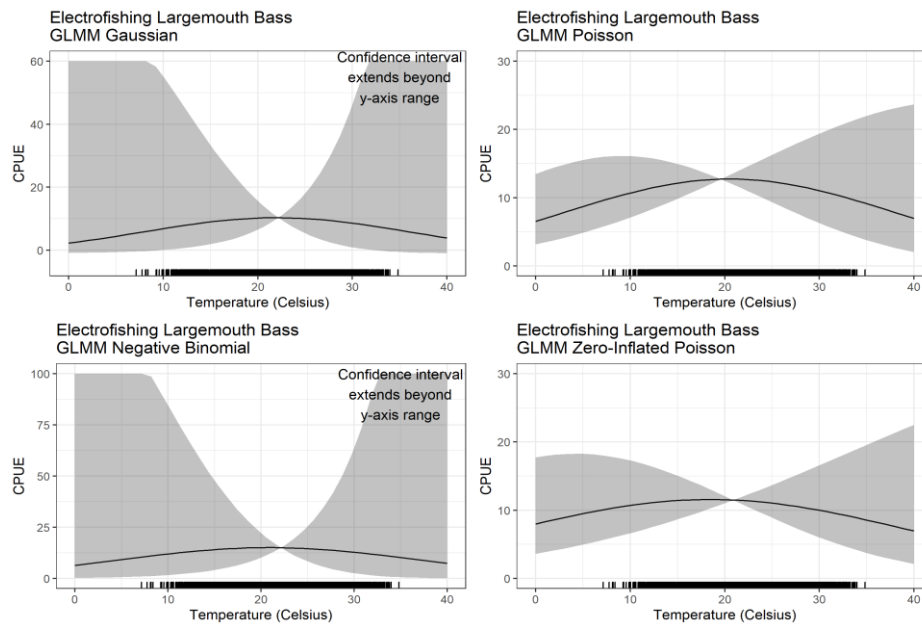 Electrofishing Largemouth Bass
GLMM Gaussian
Confidence interval
extends beyond
y-axis range
60
40
20
0
CPUE
0
10
20
30
40
Temperature (Celsius)
Electrofishing Largemouth Bass
GLMM Poisson
30
20
10
0
CPUE
0
10
20
30
40
Temperature (Celsius)
Electrofishing Largemouth Bass
GLMM Negative Binomial
Confidence interval
extends beyond
y-axis range
100
75
50
25
0
CPUE
0
10
20
30
40
Temperature (Celsius)
Electrofishing Largemouth Bass
GLMM Zero-Inflated Poisson
30
20
10
0
CPUE
0
10
20
30
40
Temperature (Celsius)